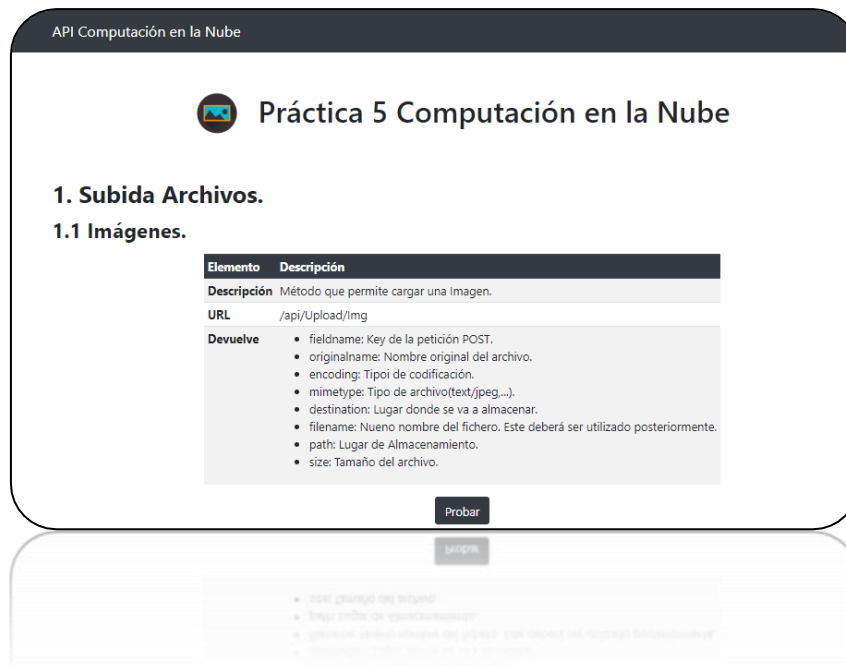 API Computación en la Nube
Práctica 5 Computación en la Nube
1. Subida Archivos.
1.1 Imágenes.
Elemento Descripción
Descripción Método que permite cargar una Imagen.
URL /api/Upload/Img
Devuelve
• fieldname: Key de la petición POST.
• originalname: Nombre original del archivo.
• encoding: Tipoi de codificación.
• mimetype: Tipo de archivo(text/jpeg,...).
• destination: Lugar donde se va a almacenar.
• filename: Nueno nombre del fichero. Este deberá ser utilizado posteriormente.
• path: Lugar de Almacenamiento.
• size: Tamaño del archivo.
Probar